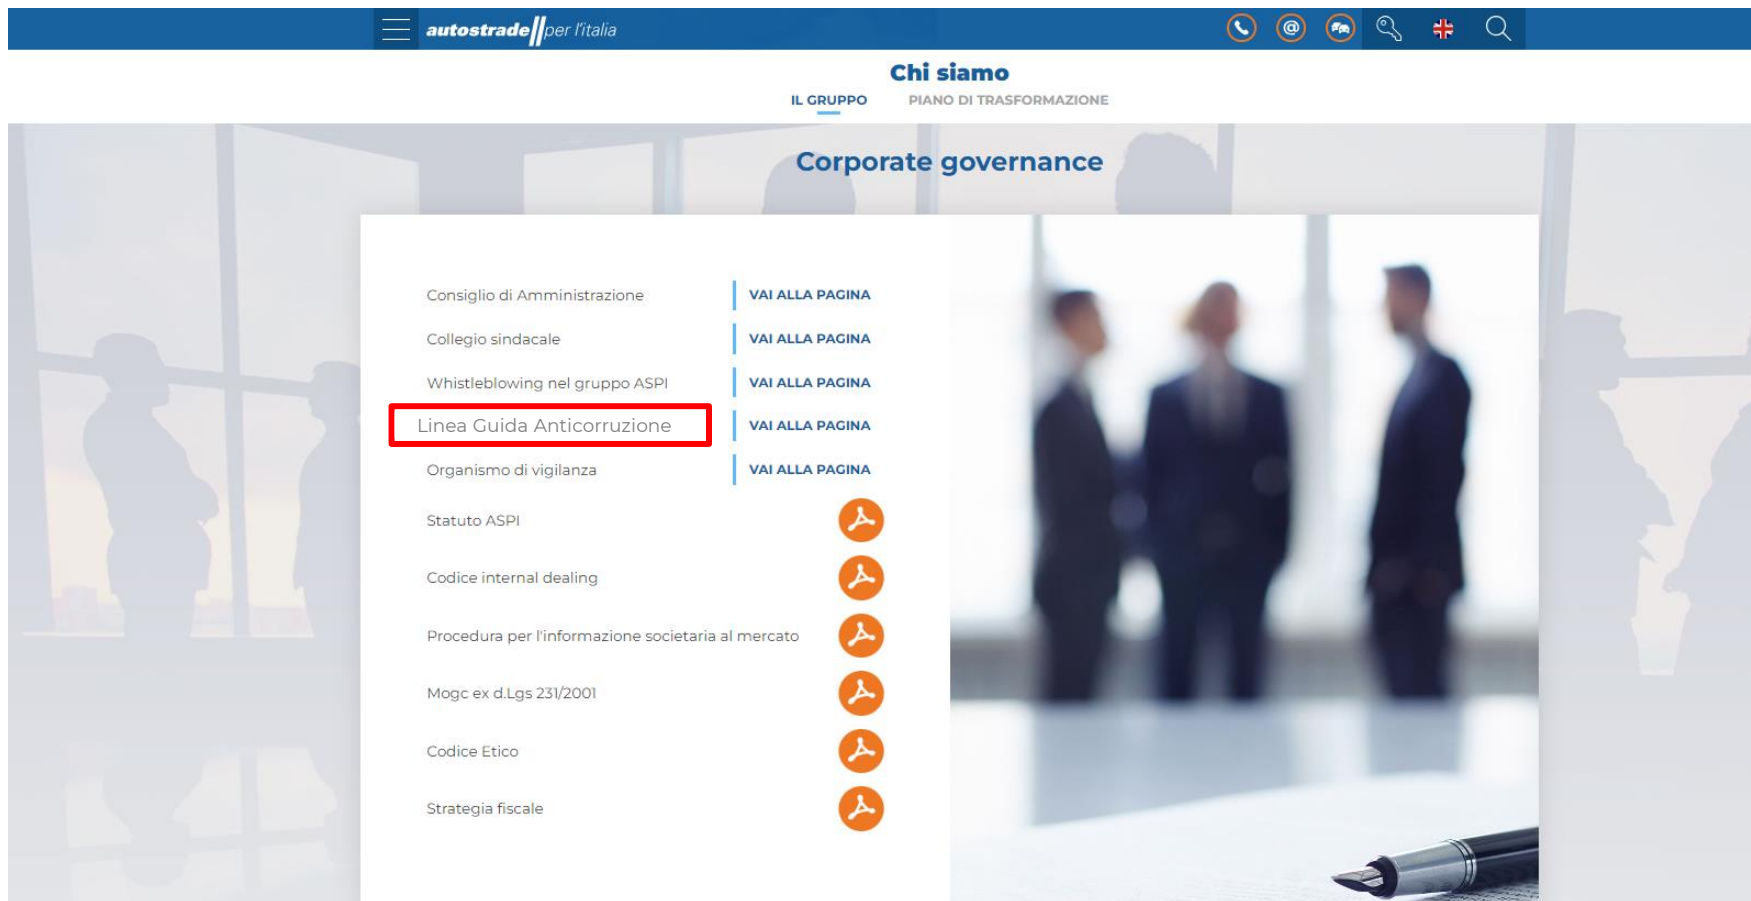 autostrade//per l'italia
Chi siamo
IL GRUPPO PIANO DI TRASFORMAZIONE
Corporate governance
Consiglio di Amministrazione VAI ALLA PAGINA
Collegio sindacale VAI ALLA PAGINA
Whistleblowing nel gruppo ASPI VAI ALLA PAGINA
Linea Guida Anticorruzione VAI ALLA PAGINA
Organismo di vigilanza VAI ALLA PAGINA
Statuto ASPI
Codice internal dealing
Procedura per l'informazione societaria al mercato
Mogc ex d.Lgs 231/2001
Codice Etico
Strategia fiscale